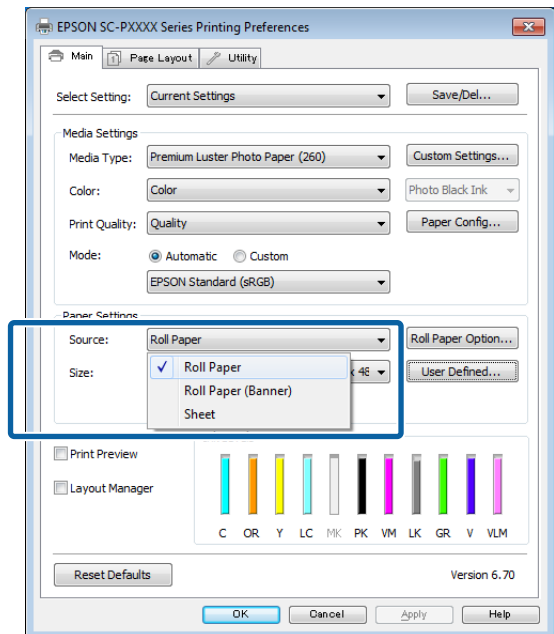 EPSON SC-PXXXX Series Printing Preferences
Main Page Layout Utility
Select Setting: Current Settings Save/Del...
Media Settings
Media Type: Premium Luster Photo Paper (260) Custom Settings...
Color: Color Photo Black Ink
Print Quality: Quality Paper Config...
Mode: Automatic Custom
EPSON Standard (sRGB)
Paper Settings
Source: Roll Paper Roll Paper Option...
Roll Paper
Size: x 48 User Defined...
Roll Paper (Banner)
Sheet
Print Preview
Layout Manager
C OR Y LC MK PK VM LK GR V VLM
Reset Defaults Version 6.70
OK Cancel Apply Help